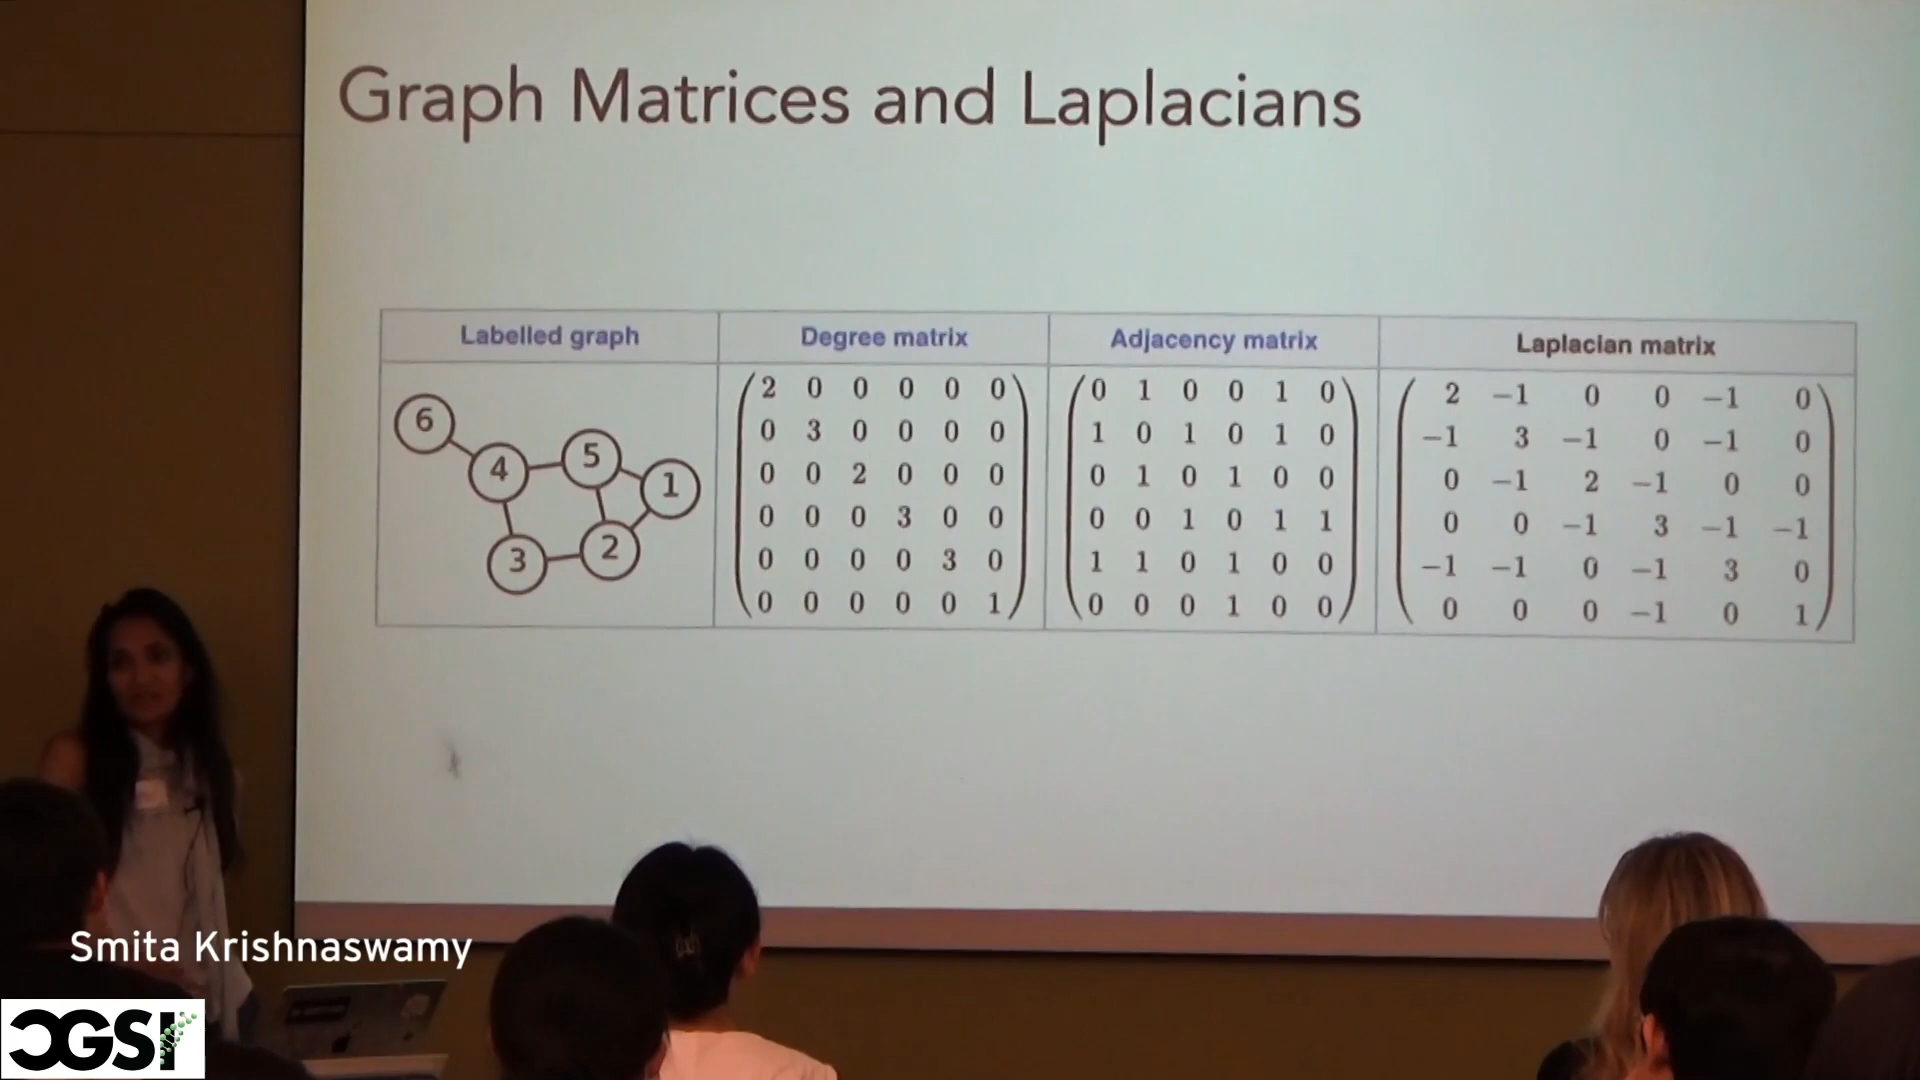 Graph Matrices and Laplacians
Labelled graph Degree matrix Adjacency matrix Laplacian matrix
6
4
5
1
3
2
2 0 0 0 0 0
0 3 0 0 0 0
0 0 2 0 0 0
0 0 0 3 0 0
0 0 0 0 3 0
0 0 0 0 0 1
0 1 0 0 1 0
1 0 1 0 1 0
0 1 0 1 0 0
0 0 1 0 1 1
1 1 0 1 0 0
0 0 0 1 0 0
2 −1 0 0 −1 0
−1 3 −1 0 −1 0
0 −1 2 −1 0 0
0 0 −1 3 −1 −1
−1 −1 0 −1 3 0
0 0 0 −1 0 1
Smita Krishnaswamy
CGSI